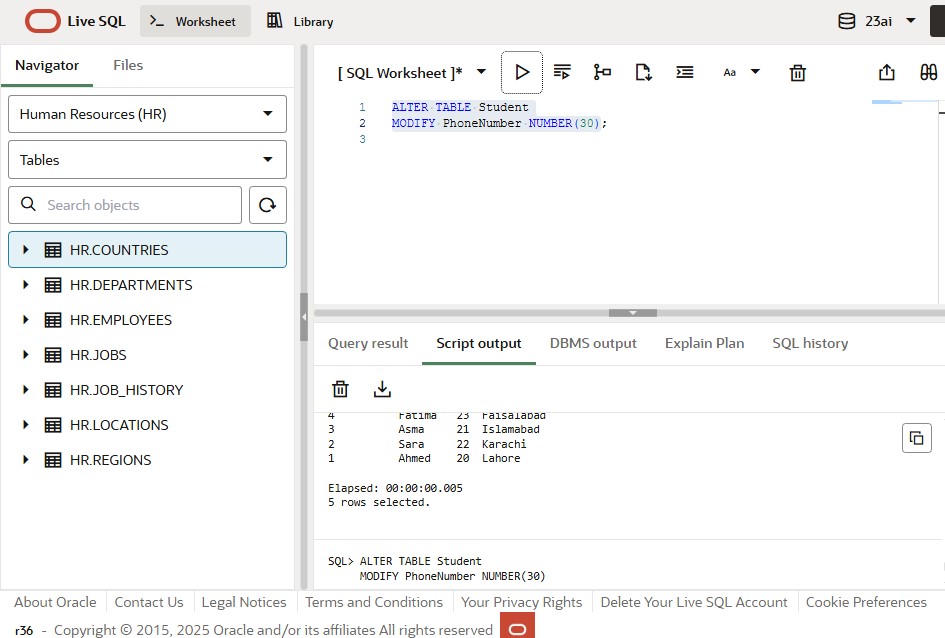 Live SQL
Worksheet
Library
23ai
Navigator
Files
[ SQL Worksheet ]*
Aa
Human Resources (HR)
Tables
Search objects
HR.COUNTRIES
HR.DEPARTMENTS
HR.EMPLOYEES
HR.JOBS
HR.JOB_HISTORY
HR.LOCATIONS
HR.REGIONS
1 ALTER TABLE Student
2 MODIFY PhoneNumber NUMBER(30);
3
Query result
Script output
DBMS output
Explain Plan
SQL history
4 Fatima 23 Faisalabad
3 Asma 21 Islamabad
2 Sara 22 Karachi
1 Ahmed 20 Lahore
Elapsed: 00:00:00.005
5 rows selected.
SQL> ALTER TABLE Student
MODIFY PhoneNumber NUMBER(30)
About Oracle
Contact Us
Legal Notices
Terms and Conditions
Your Privacy Rights
Delete Your Live SQL Account
Cookie Preferences
r36 - Copyright © 2015, 2025 Oracle and/or its affiliates All rights reserved